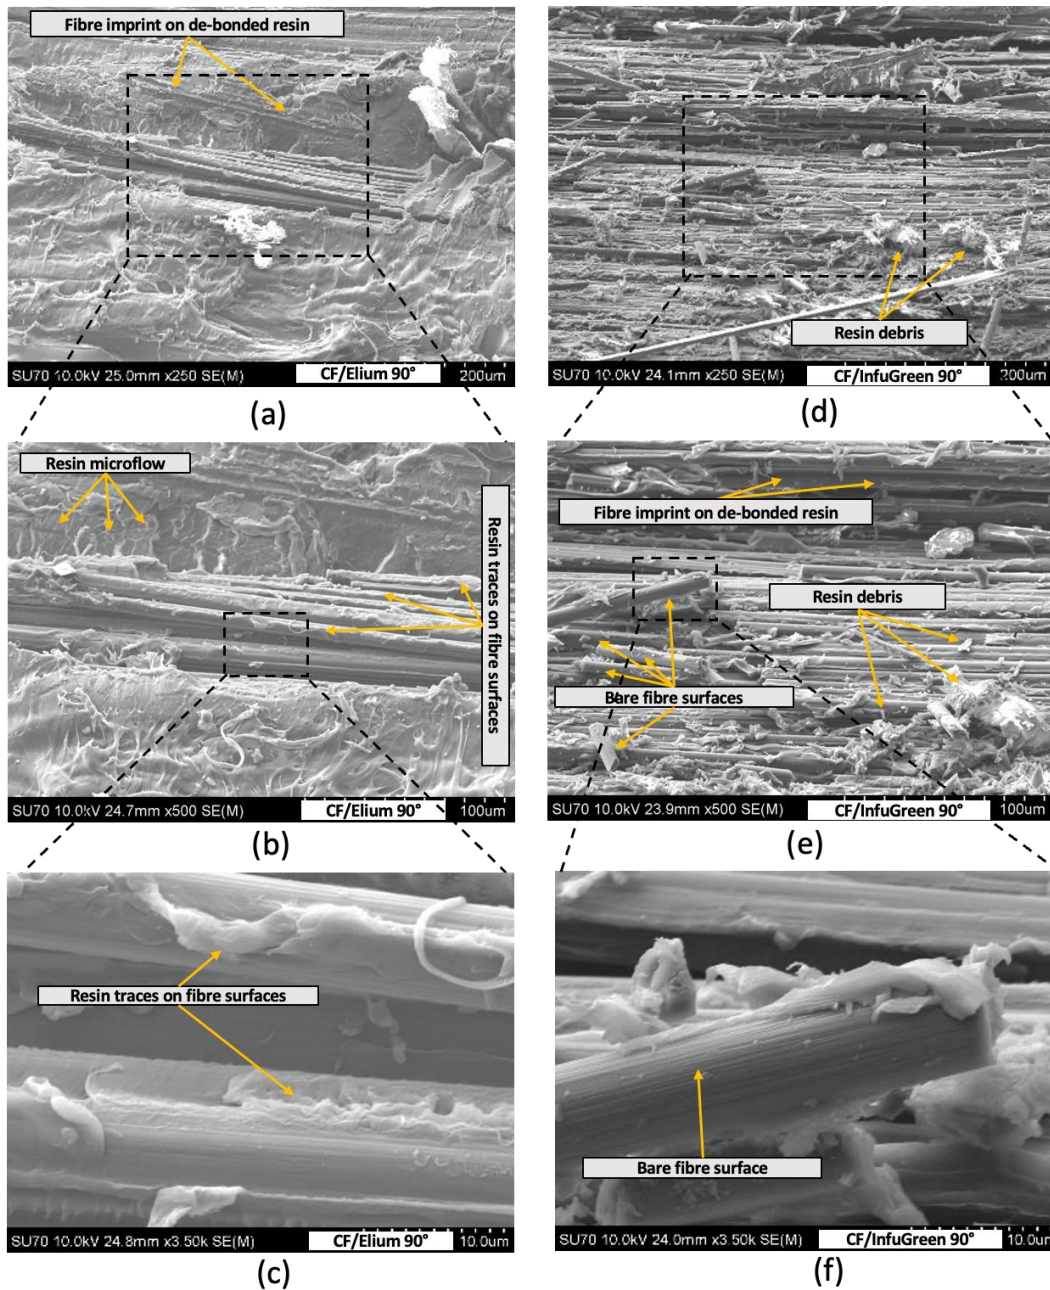 Fibre imprint on de-bonded resin
SU70 10.0kV 25.0mm x250 SE(M)
CF/Elium 90°
200um
(a)
Resin debris
SU70 10.0kV 24.1mm x250 SE(M)
CF/InfuGreen 90°
200um
(d)
Resin microflow
Resin traces on fibre surfaces
SU70 10.0kV 24.7mm x500 SE(M)
CF/Elium 90°
100um
(b)
Fibre imprint on de-bonded resin
Resin debris
Bare fibre surfaces
SU70 10.0kV 23.9mm x500 SE(M)
CF/InfuGreen 90°
100um
(e)
Resin traces on fibre surfaces
SU70 10.0kV 24.8mm x3.50k SE(M)
CF/Elium 90°
10.0um
(c)
Bare fibre surface
SU70 10.0kV 24.0mm x3.50k SE(M)
CF/InfuGreen 90°
10.0um
(f)